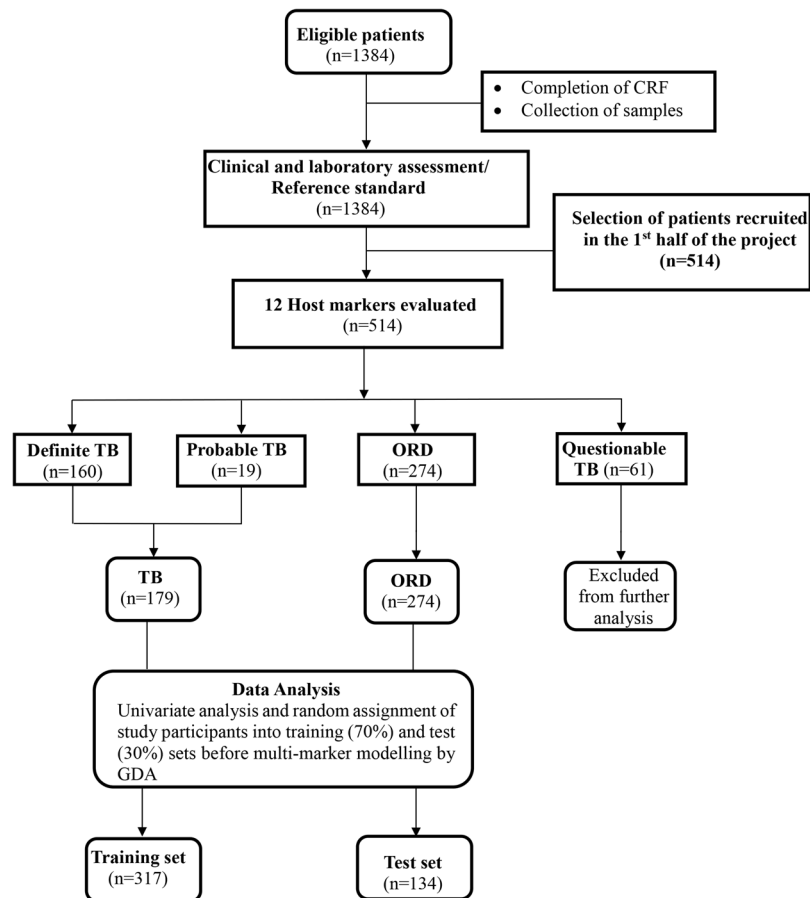 Eligible patients
(n=1384)
• Completion of CRF
• Collection of samples
Clinical and laboratory assessment/
Reference standard
(n=1384)
Selection of patients recruited
in the 1st half of the project
(n=514)
12 Host markers evaluated
(n=514)
Definite TB
(n=160)
Probable TB
(n=19)
ORD
(n=274)
Questionable
TB (n=61)
TB
(n=179)
ORD
(n=274)
Excluded
from further
analysis
Data Analysis
Univariate analysis and random assignment of
study participants into training (70%) and test
(30%) sets before multi-marker modelling by
GDA
Training set
(n=317)
Test set
(n=134)